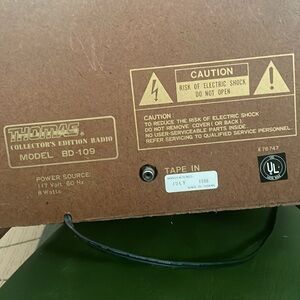 THOMAS
COLLECTOR'S EDITION RADIO
MODEL BD-109
POWER SOURCE:
117 Volt 60 Hz
8 Watts
CAUTION
RISK OF ELECTRIC SHOCK
DO NOT OPEN
CAUTION:
TO REDUCE THE RISK OF ELECTRIC SHOCK
DO NOT REMOVE COVER (OR BACK).
NO USER-SERVICEABLE PARTS INSIDE
REFER SERVICING TO QUALIFIED SERVICE PERSONNEL
TAPE IN
E70747
UL